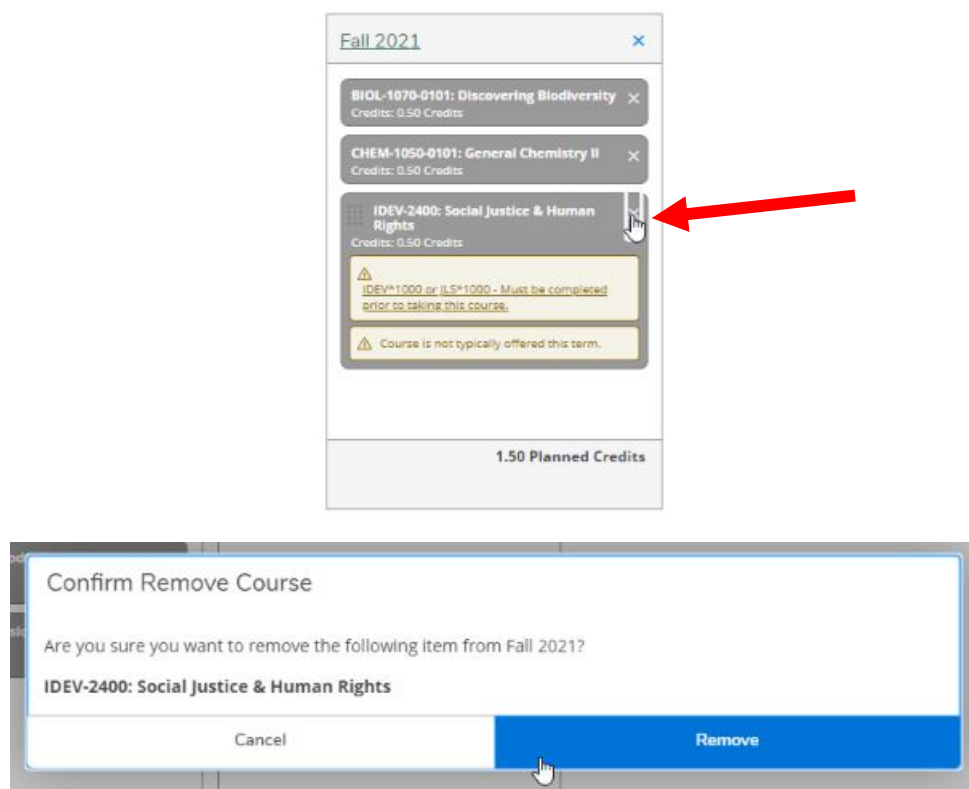 Fall 2021
BIOL-1070-0101: Discovering Biodiversity
Credits: 0.50 Credits
CHEM-1050-0101: General Chemistry II
Credits: 0.50 Credits
IDEV-2400: Social Justice & Human
Rights
Credits: 0.50 Credits
IDEV*1000 or ILS*1000 - Must be completed
prior to taking this course.
Course is not typically offered this term.
1.50 Planned Credits
Confirm Remove Course
Are you sure you want to remove the following item from Fall 2021?
IDEV-2400: Social Justice & Human Rights
Cancel
Remove